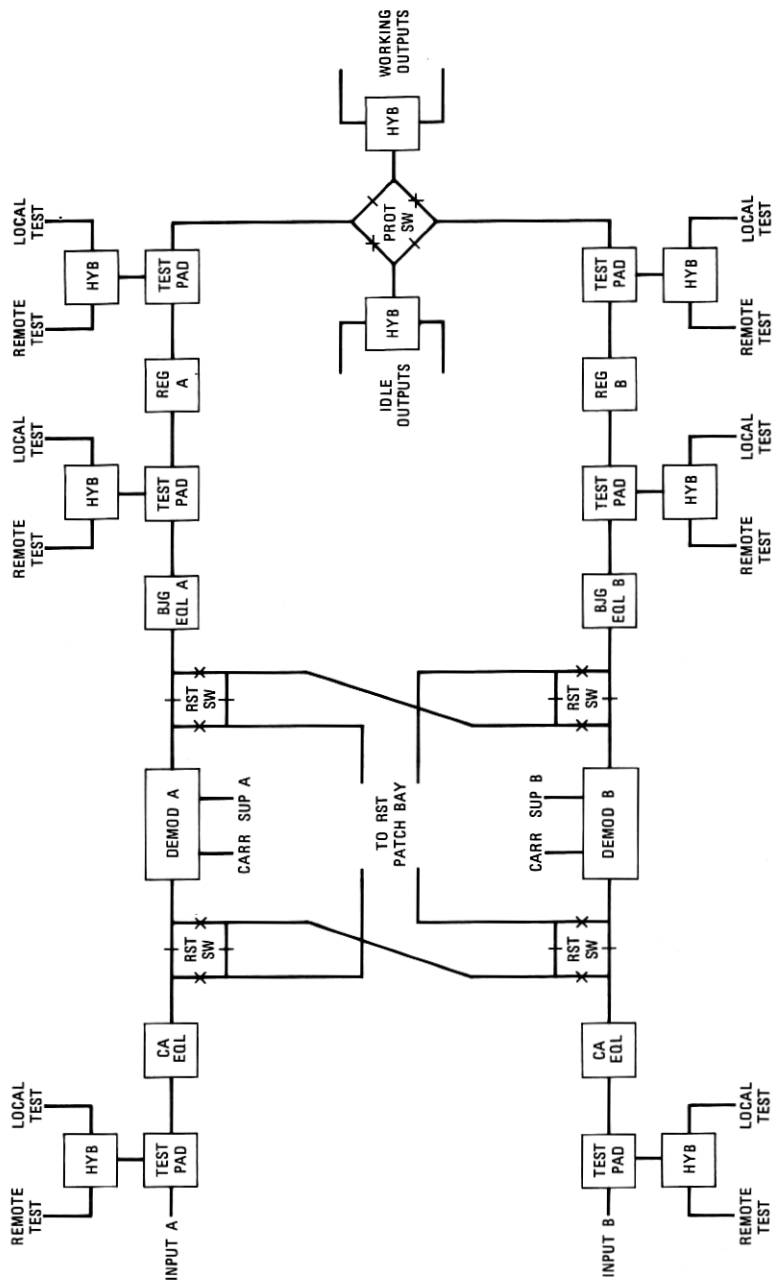 REMOTE
TEST
LOCAL
TEST
HYB
INPUT A
TEST
PAD
CA
EQL
RST
SW
DEMOD A
CARR SUP A
RST
SW
BJG
EQL A
REMOTE
TEST
LOCAL
TEST
HYB
TEST
PAD
REG
A
REMOTE
TEST
LOCAL
TEST
HYB
TEST
PAD
TO RST
PATCH BAY
IDLE
OUTPUTS
HYB
PROT
SW
HYB
WORKING
OUTPUTS
INPUT B
TEST
PAD
CA
EQL
RST
SW
CARR SUP B
DEMOD B
RST
SW
BJG
EQL B
TEST
PAD
REG
B
TEST
PAD
HYB
REMOTE
TEST
LOCAL
TEST
HYB
REMOTE
TEST
LOCAL
TEST
HYB
REMOTE
TEST
LOCAL
TEST